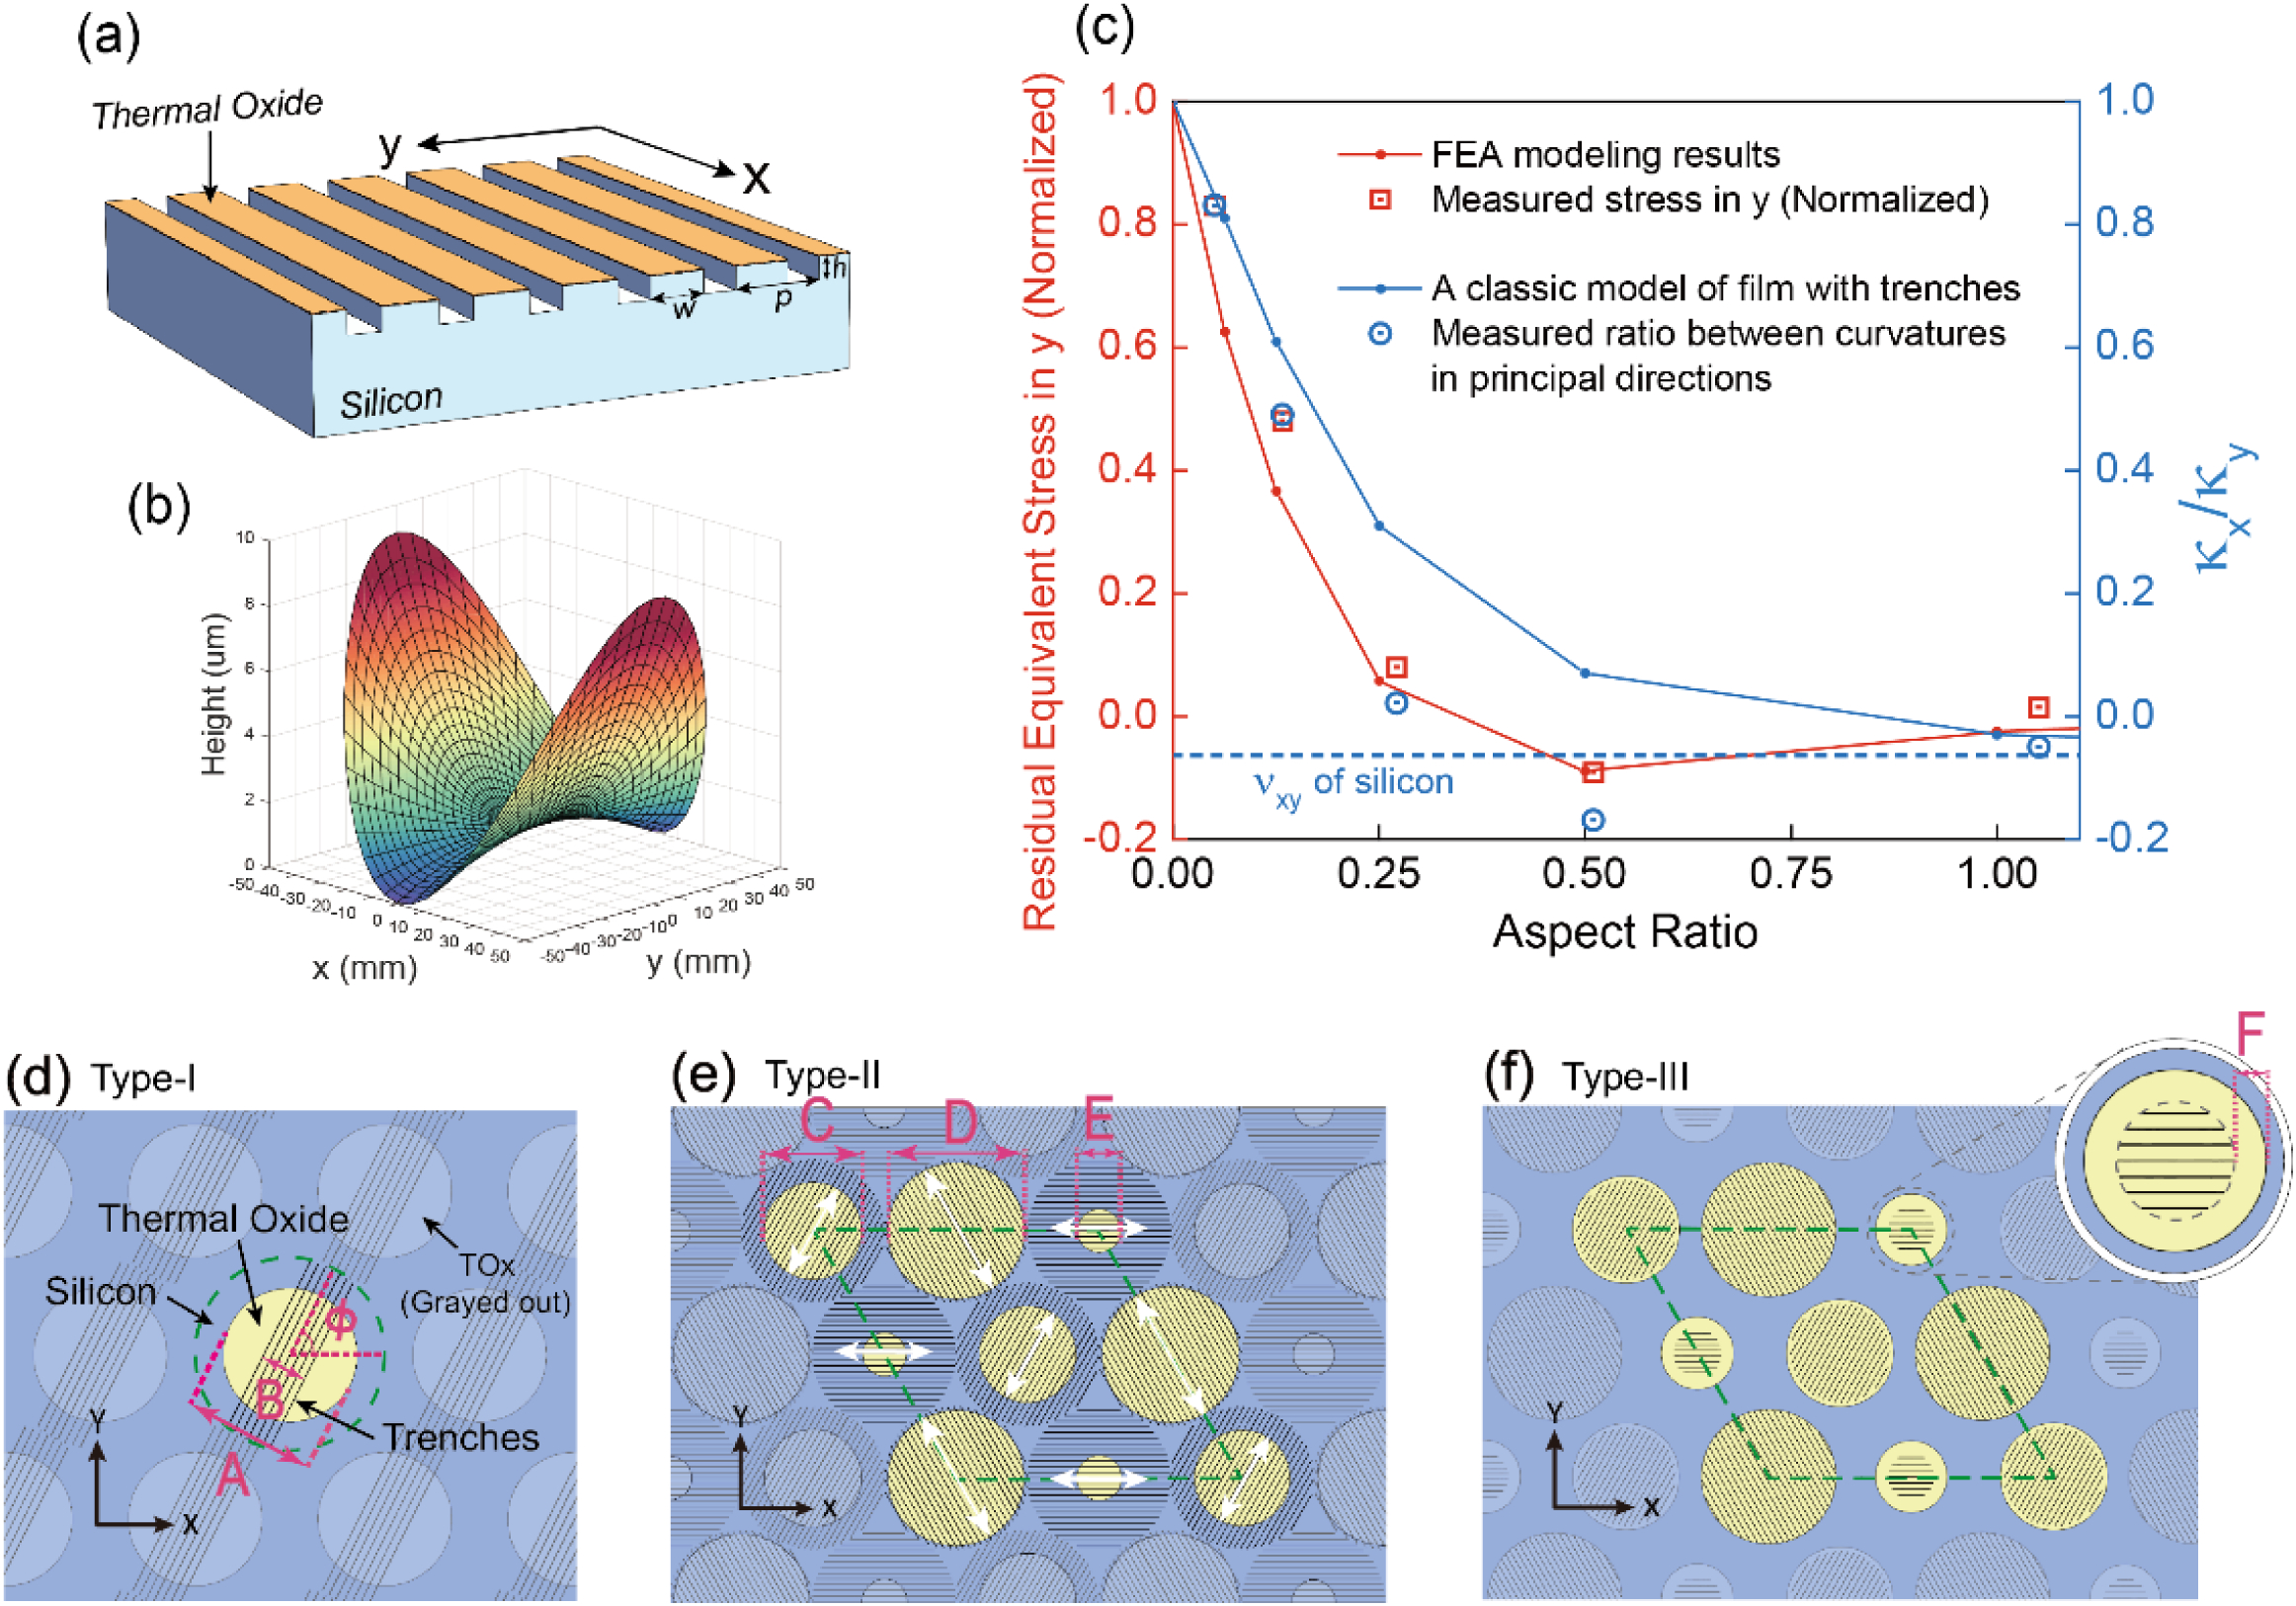 (a)
Thermal Oxide
y
x
h
w
p
Silicon
(b)
Height (um)
10
8
6
4
2
0
-50
-40
-30
-20
-10
0
10
20
30
40
50
x (mm)
-50
-40
-30
-20
-10
0
10
20
30
40
50
y (mm)
(c)
Residual Equivalent Stress in y (Normalized)
1.0
0.8
0.6
0.4
0.2
0.0
-0.2
FEA modeling results
Measured stress in y (Normalized)
A classic model of film with trenches
Measured ratio between curvatures
in principal directions
νxy of silicon
1.0
0.8
0.6
0.4
0.2
0.0
-0.2
κx/κy
0.00
0.25
0.50
0.75
1.00
Aspect Ratio
(d) Type-I
Thermal Oxide
TOx
(Grayed out)
Silicon
ϕ
B
A
Trenches
Y
X
(e) Type-II
C
D
E
Y
X
(f) Type-III
F
Y
X